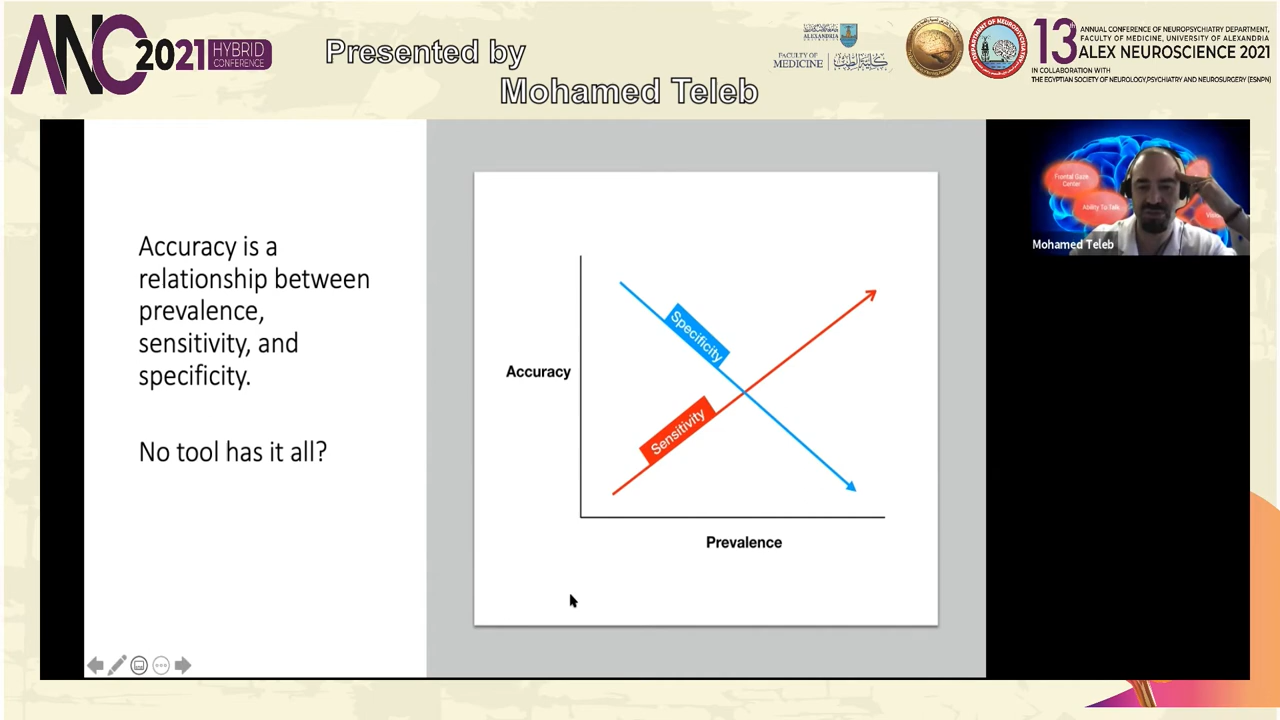 ANC 2021 HYBRID CONFERENCE
Presented by
Mohamed Teleb
ALEXANDRIA
FACULTY OF MEDICINE
كلية الطب
13th ANNUAL CONFERENCE OF NEUROPSYCHIATRY DEPARTMENT,
FACULTY OF MEDICINE, UNIVERSITY OF ALEXANDRIA
ALEX NEUROSCIENCE 2021
IN COLLABORATION WITH
THE EGYPTIAN SOCIETY OF NEUROLOGY,PSYCHIATRY AND NEUROSURGERY (ESNPN)
Accuracy is a
relationship between
prevalence,
sensitivity, and
specificity.
No tool has it all?
Accuracy
Specificity
Sensitivity
Prevalence
Frontal Gaze
Center
Ability To Talk
Mohamed Teleb